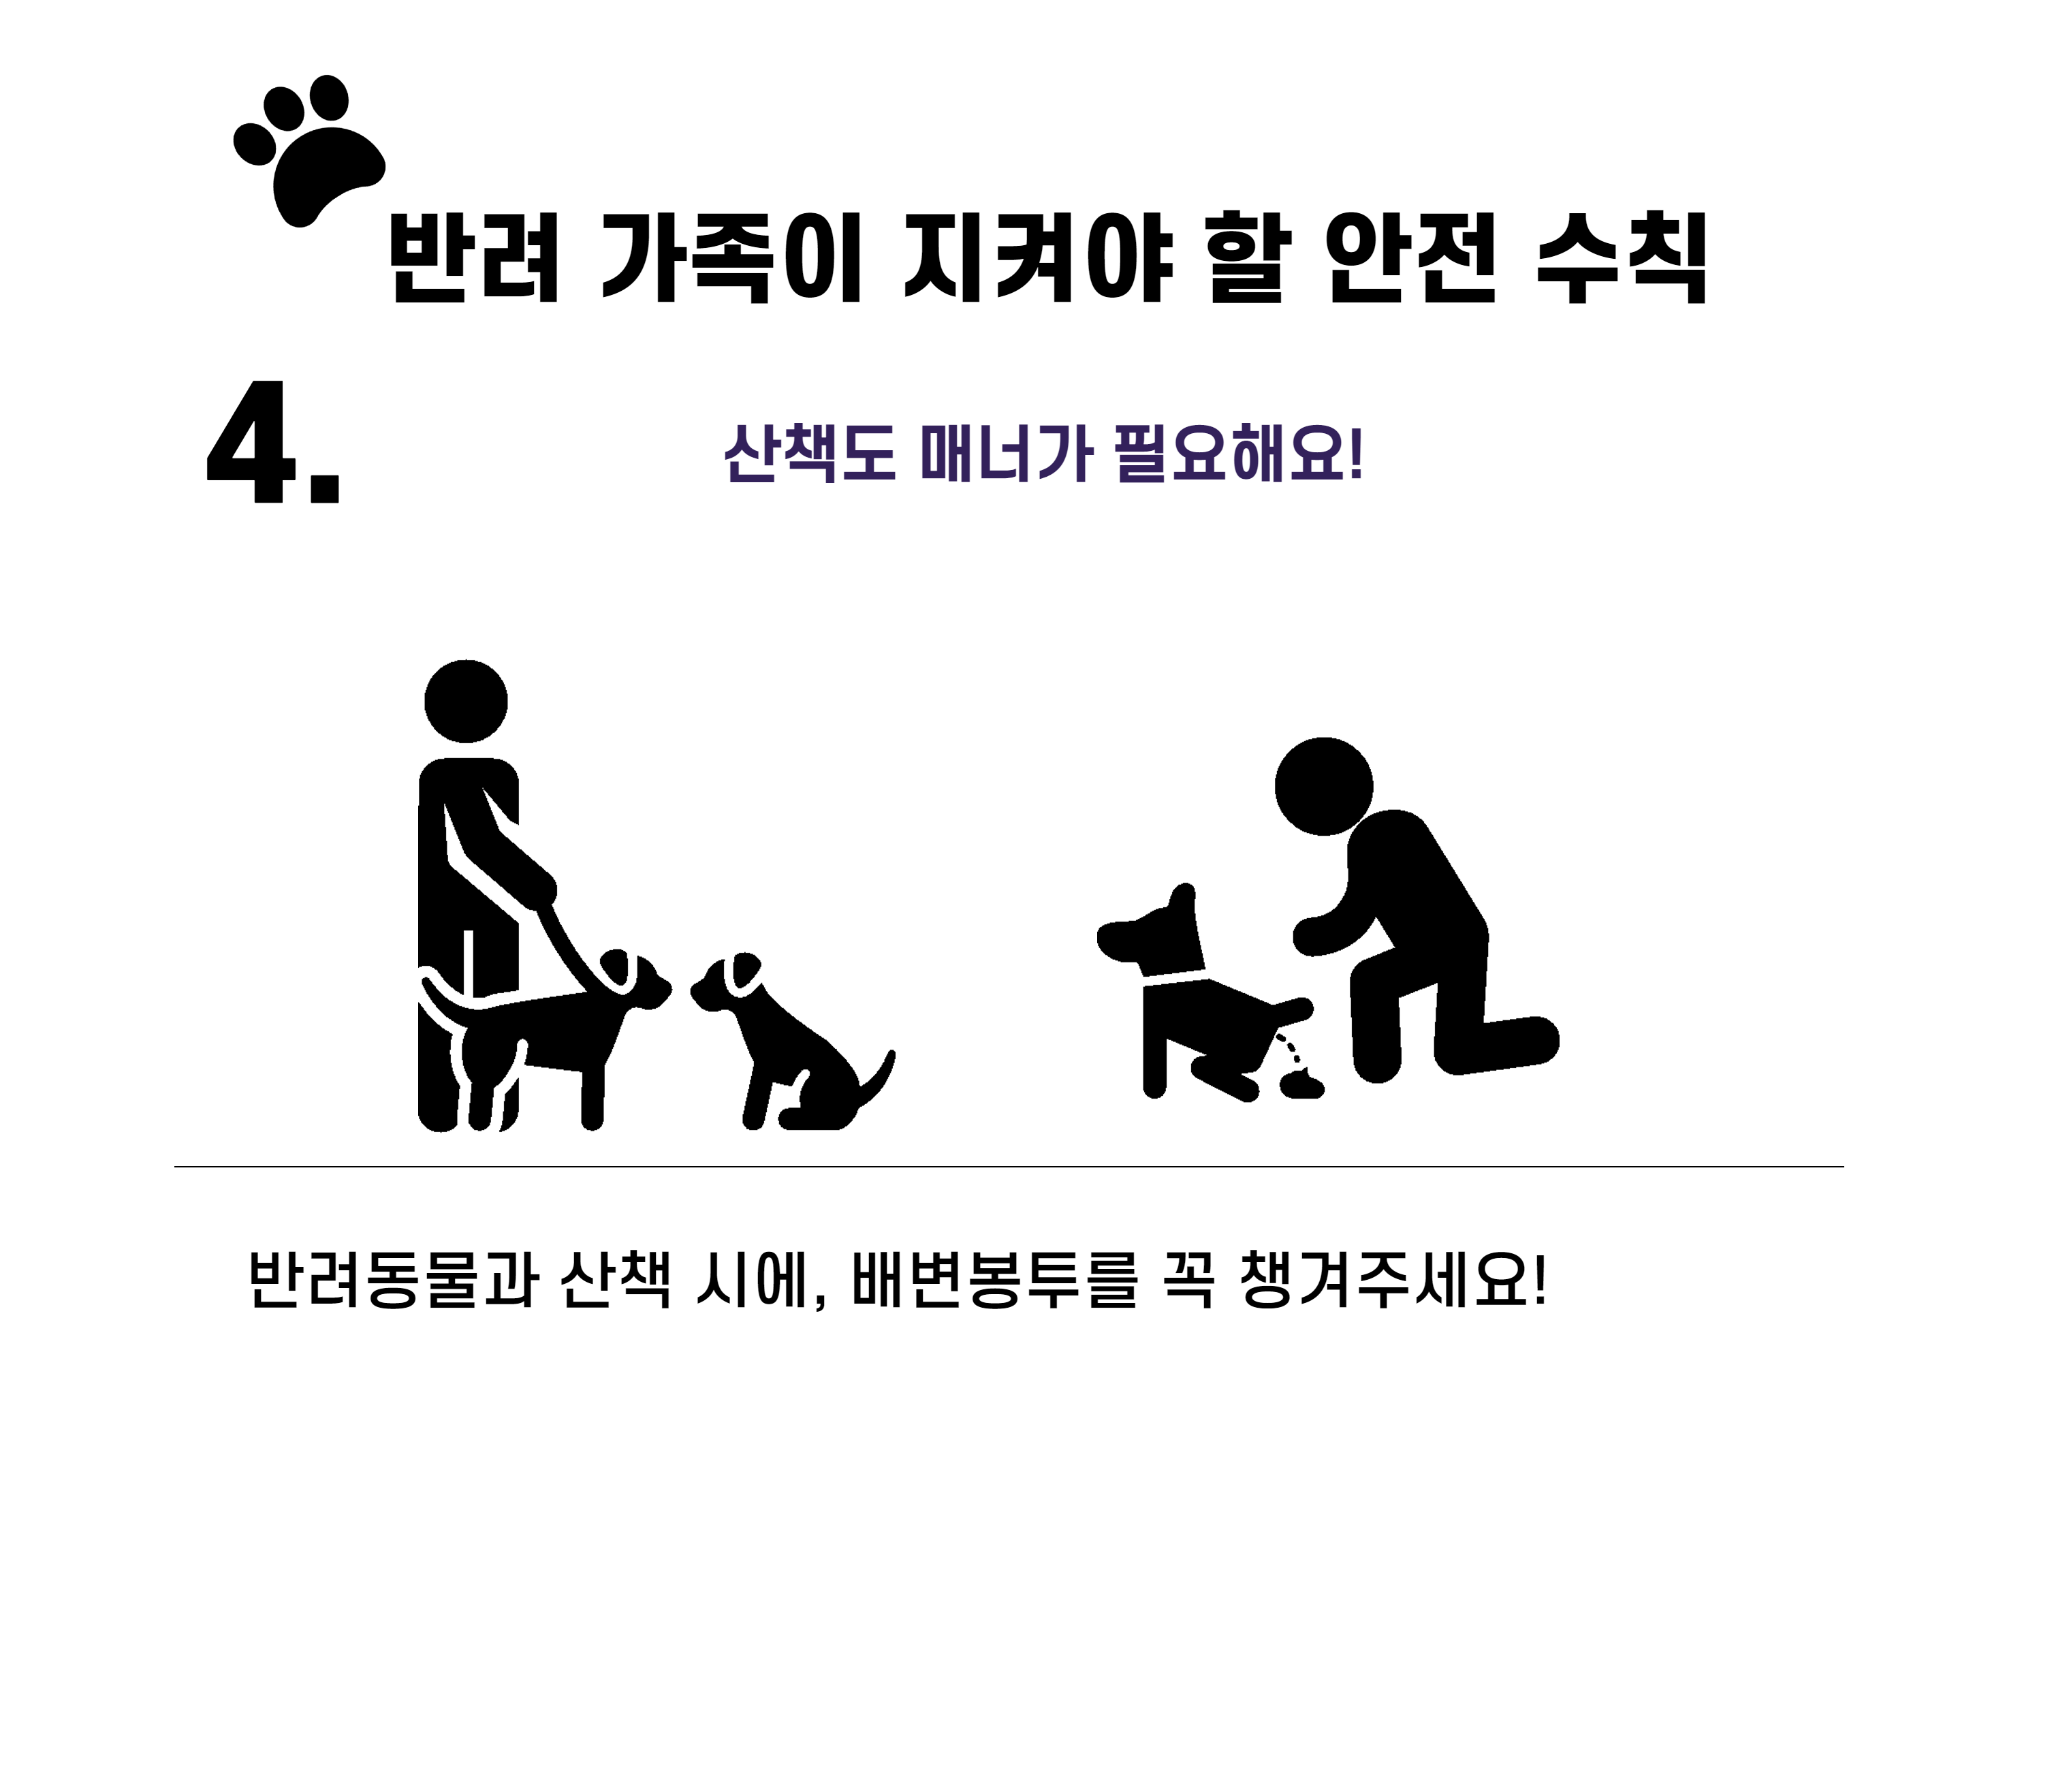 반려 가족이 지켜야 할 안전 수칙
4.
산책도 매너가 필요해요!
반려동물과 산책 시에, 배변봉투를 꼭 챙겨주세요!